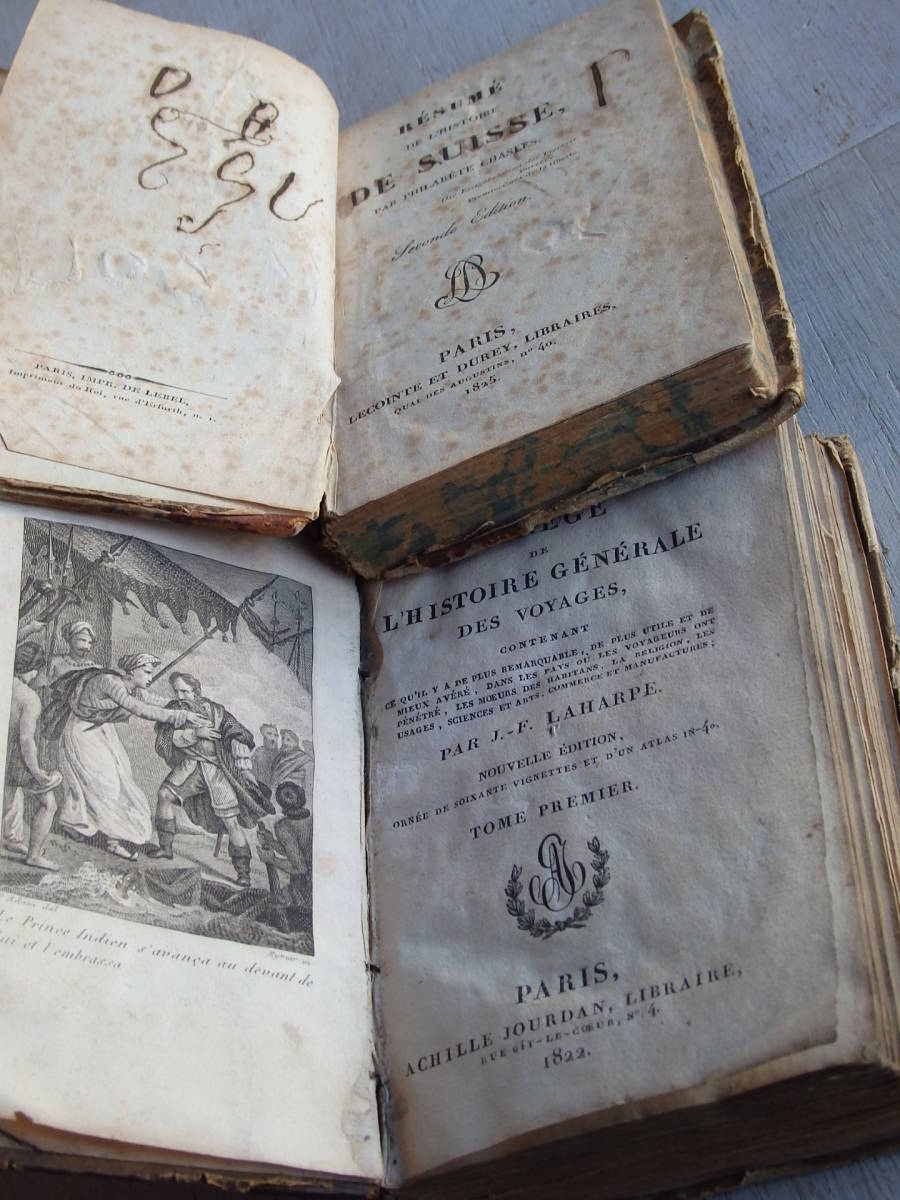 PARIS, IMPR. DE LEBEL,
Imprimeur du Roi, rue d'Erfurth, n. 1.
RÉSUMÉ
DE L'HISTOIRE
DE SUISSE,
PAR PHILARÈTE CHASLES.
Seconde Édition.
PARIS,
LECOINTE ET DUREY, LIBRAIRES,
QUAI DES AUGUSTINS, nº 49.
1825.
Le Prince Indien s'avança au devant de
lui et l'embrassa
DE
L'HISTOIRE GÉNÉRALE
DES VOYAGES,
CONTENANT
CE QU'IL Y A DE PLUS REMARQUABLE, DE PLUS UTILE ET DE
MIEUX AVÉRÉ, DANS LES PAYS OÙ LES VOYAGEURS ONT
PÉNÉTRÉ, LES MŒURS DES HABITANS, LA RELIGION, LES
USAGES, SCIENCES ET ARTS, COMMERCE ET MANUFACTURES;
PAR J.-F. LAHARPE.
NOUVELLE ÉDITION,
ORNÉE DE SOIXANTE VIGNETTES ET D'UN ATLAS IN-4º.
TOME PREMIER.
PARIS,
ACHILLE JOURDAN, LIBRAIRE,
RUE GÎT-LE-CŒUR, Nº 4.
1822.